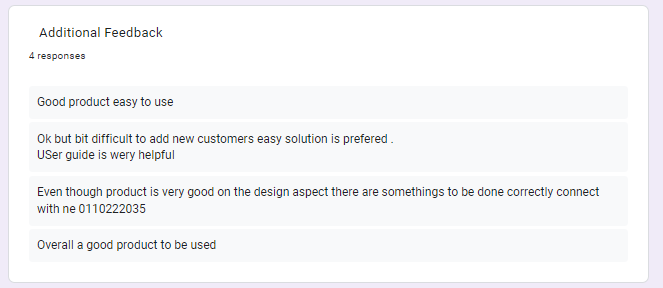 Additional Feedback
4 responses
Good product easy to use
Ok but bit difficult to add new customers easy solution is prefered .
USer guide is wery helpful
Even though product is very good on the design aspect there are somethings to be done correctly connect
with ne 0110222035
Overall a good product to be used